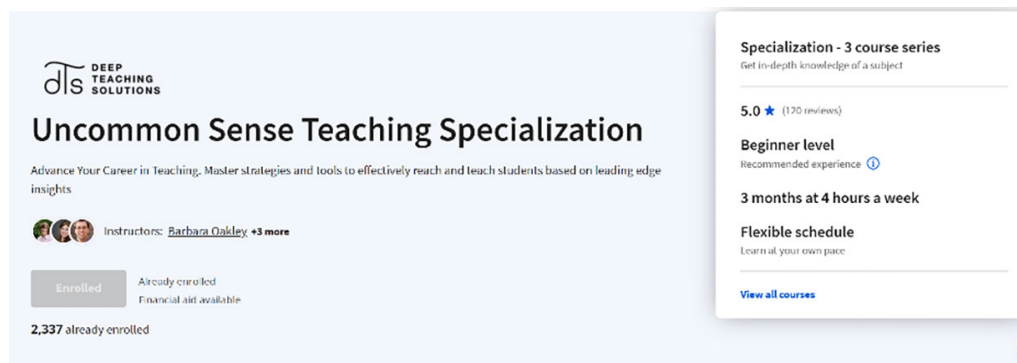 dTs DEEP
TEACHING
SOLUTIONS
Uncommon Sense Teaching Specialization
Advance Your Career in Teaching. Master strategies and tools to effectively reach and teach students based on leading edge
insights
Instructors: Barbara Oakley +3 more
Enrolled
Already enrolled
Financial aid available
2,337 already enrolled
Specialization - 3 course series
Get in-depth knowledge of a subject
5.0 ★ (120 reviews)
Beginner level
Recommended experience
3 months at 4 hours a week
Flexible schedule
Learn at your own pace
View all courses